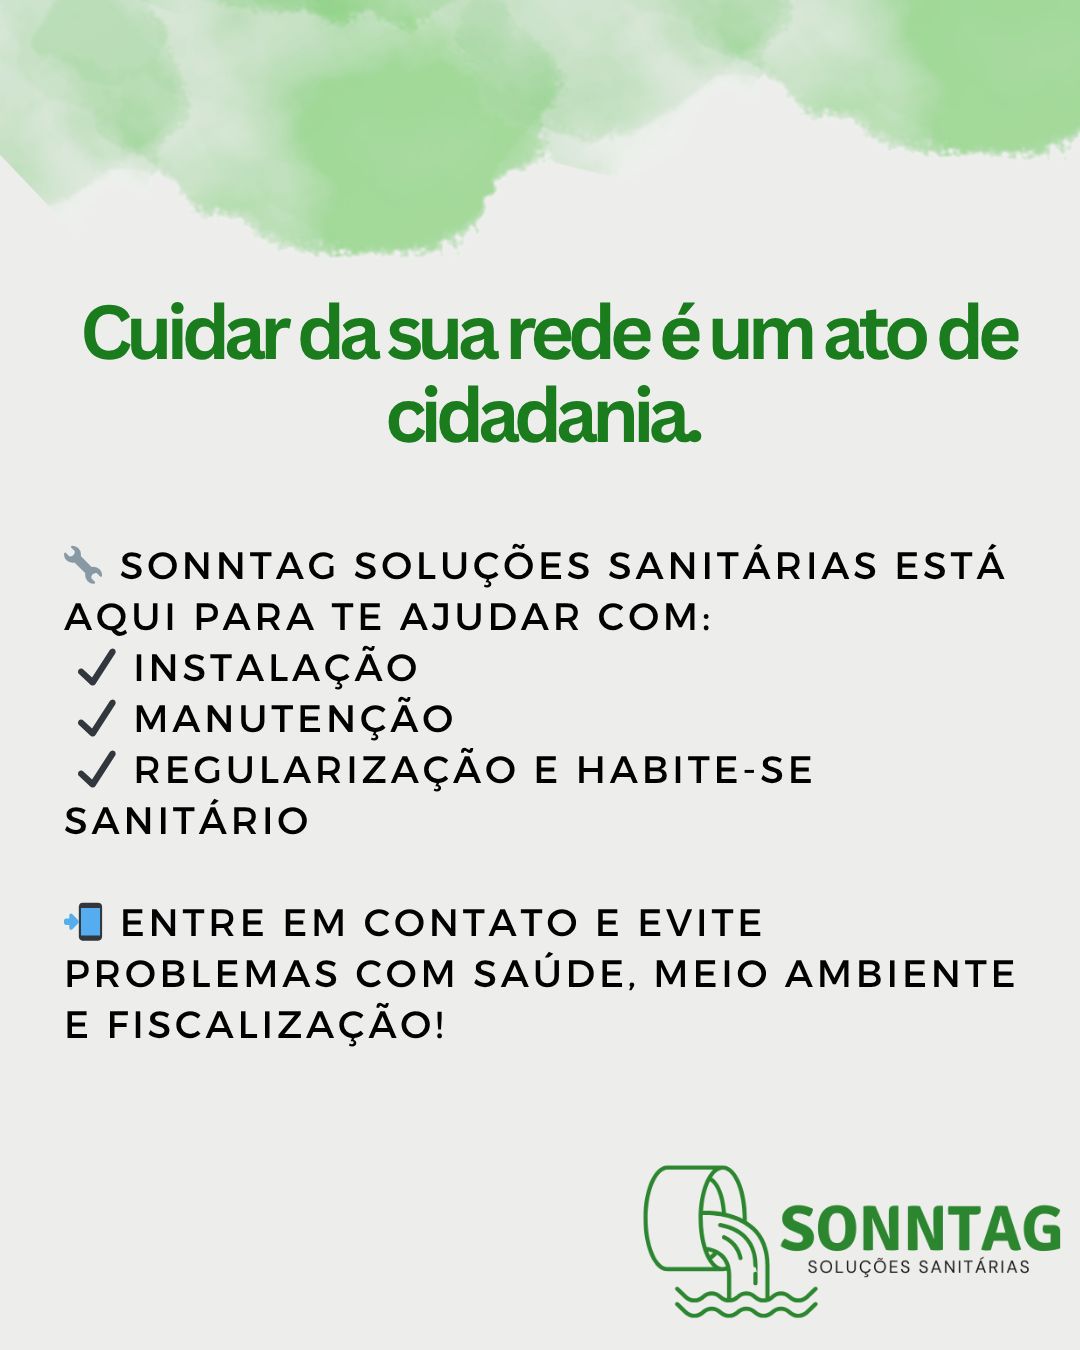 Cuidar da sua rede é um ato de
cidadania.
🔧 SONNTAG SOLUÇÕES SANITÁRIAS ESTÁ
AQUI PARA TE AJUDAR COM:
✔ INSTALAÇÃO
✔ MANUTENÇÃO
✔ REGULARIZAÇÃO E HABITE-SE
SANITÁRIO
📲 ENTRE EM CONTATO E EVITE
PROBLEMAS COM SAÚDE, MEIO AMBIENTE
E FISCALIZAÇÃO!
SONNTAG
SOLUÇÕES SANITÁRIAS